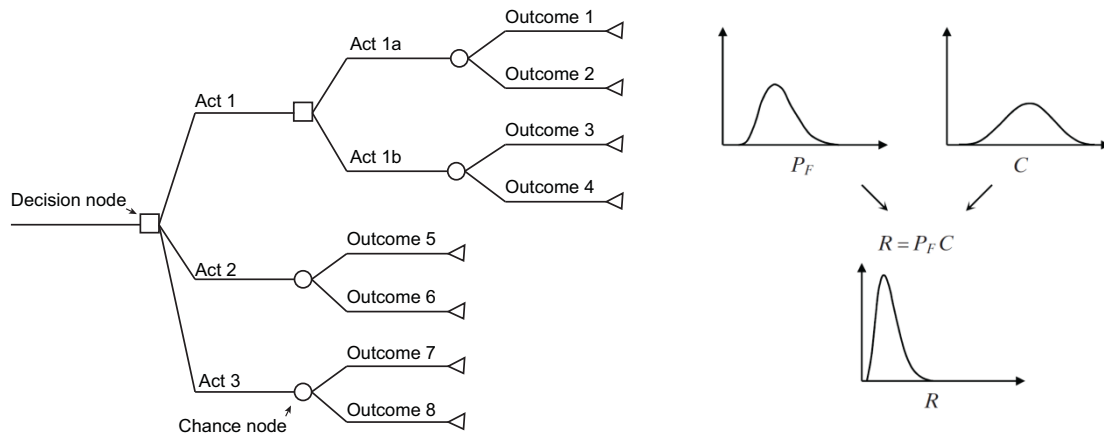 Outcome 1
Act 1a
Outcome 2
Act 1
Outcome 3
Act 1b
Outcome 4
Decision node
Outcome 5
Act 2
Outcome 6
Outcome 7
Act 3
Outcome 8
Chance node
P_F
C
R = P_F C
R